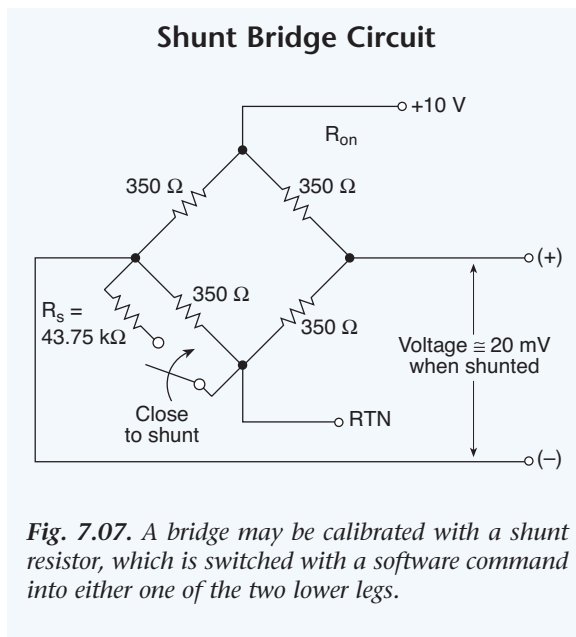 Shunt Bridge Circuit
+10 V
Ron
350 Ω
350 Ω
(+)
350 Ω
Rs =
43.75 kΩ
350 Ω
Voltage ≅ 20 mV
when shunted
Close
to shunt
RTN
(–)
Fig. 7.07. A bridge may be calibrated with a shunt
resistor, which is switched with a software command
into either one of the two lower legs.